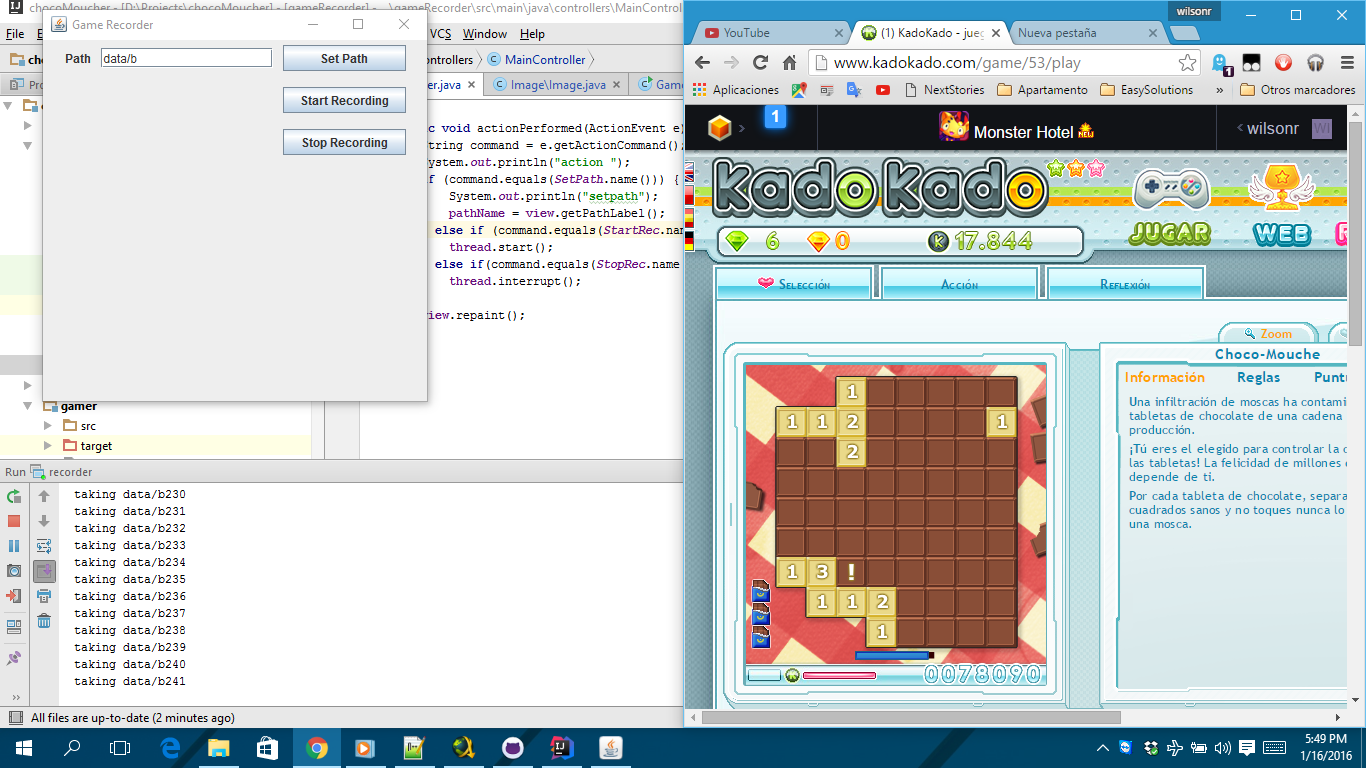 chocoMoucher - [D:\Projects\chocoMoucher] - [gameRecorder] - ...\gameRecorder\src\main\java\controllers\MainControl
Game Recorder
Path data/b Set Path
Start Recording
Stop Recording
File
VCS Window Help
ntrollers MainController
er.java Image\Image.java Game
c void actionPerformed(ActionEvent e)
tring command = e.getActionCommand();
ystem.out.println("action ");
f (command.equals(SetPath.name())) {
System.out.println("setpath");
pathName = view.getPathLabel();
else if (command.equals(StartRec.na
thread.start();
else if(command.equals(StopRec.name
thread.interrupt();
iew.repaint();
gamer
src
target
Run recorder
taking data/b230
taking data/b231
taking data/b232
taking data/b233
taking data/b234
taking data/b235
taking data/b236
taking data/b237
taking data/b238
taking data/b239
taking data/b240
taking data/b241
All files are up-to-date (2 minutes ago)
wilsonr
YouTube (1) KadoKado - jueg Nueva pestaña
www.kadokado.com/game/53/play
1
Aplicaciones NextStories Apartamento EasySolutions » Otros marcadores
1 Monster Hotel NEW wilsonr WI
KadoKado
6 0 K 17.844
JUGAR WEB
Selección Acción Reflexión
Zoom
Choco-Mouche
Información Reglas Puntu
Una infiltración de moscas ha contami
tabletas de chocolate de una cadena
producción.
¡Tú eres el elegido para controlar la c
las tabletas! La felicidad de millones
depende de ti.
Por cada tableta de chocolate, separa
cuadrados sanos y no toques nunca lo
una mosca.
1
1 1 2 1
2
1 3 !
1 1 2
1
0078090
5:49 PM
1/16/2016